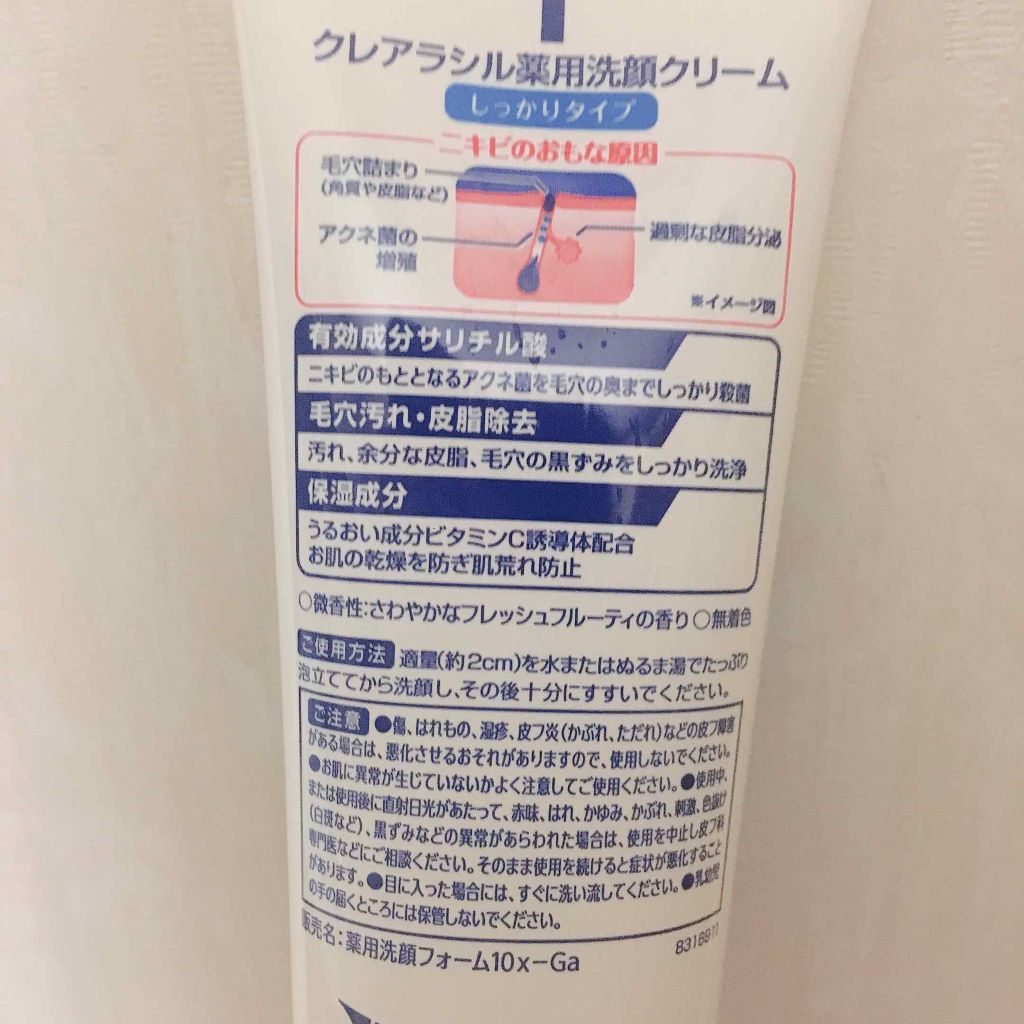 クレアラシル薬用洗顔クリーム
しっかりタイプ
ニキビのおもな原因
毛穴詰まり
(角質や皮脂など)
アクネ菌の
増殖
過剰な皮脂分泌
※イメージ図
有効成分サリチル酸
ニキビのもととなるアクネ菌を毛穴の奥までしっかり殺菌
毛穴汚れ・皮脂除去
汚れ、余分な皮脂、毛穴の黒ずみをしっかり洗浄
保湿成分
うるおい成分ビタミンC誘導体配合
お肌の乾燥を防ぎ肌荒れ防止
○微香性:さわやかなフレッシュフルーティの香り ○無着色
ご使用方法 適量(約2cm)を水またはぬるま湯でたっぷり
泡立ててから洗顔し、その後十分にすすいでください。
ご注意 ●傷、はれもの、湿疹、皮フ炎(かぶれ、ただれ)などの皮フ障害
がある場合は、悪化させるおそれがありますので、使用しないでください。
●お肌に異常が生じていないかよく注意してご使用ください。●使用中、
または使用後に直射日光があたって、赤味、はれ、かゆみ、かぶれ、刺激、色抜け
(白斑など)、黒ずみなどの異常があらわれた場合は、使用を中止し皮フ科
専門医などにご相談ください。そのまま使用を続けると症状が悪化すること
があります。●目に入った場合には、すぐに洗い流してください。●乳幼児
の手の届くところには保管しないでください。
販売名:薬用洗顔フォーム10x-Ga